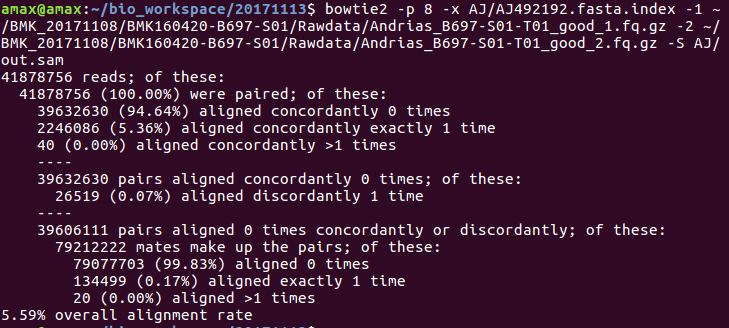 amax@amax:~/bio_workspace/20171113$ bowtie2 -p 8 -x AJ/AJ492192.fasta.index -1 ~
/BMK_20171108/BMK160420-B697-S01/Rawdata/Andrias_B697-S01-T01_good_1.fq.gz -2 ~/
BMK_20171108/BMK160420-B697-S01/Rawdata/Andrias_B697-S01-T01_good_2.fq.gz -S AJ/
out.sam
41878756 reads; of these:
  41878756 (100.00%) were paired; of these:
    39632630 (94.64%) aligned concordantly 0 times
    2246086 (5.36%) aligned concordantly exactly 1 time
    40 (0.00%) aligned concordantly >1 times
    ----
    39632630 pairs aligned concordantly 0 times; of these:
      26519 (0.07%) aligned discordantly 1 time
    ----
    39606111 pairs aligned 0 times concordantly or discordantly; of these:
      79212222 mates make up the pairs; of these:
        79077703 (99.83%) aligned 0 times
        134499 (0.17%) aligned exactly 1 time
        20 (0.00%) aligned >1 times
5.59% overall alignment rate